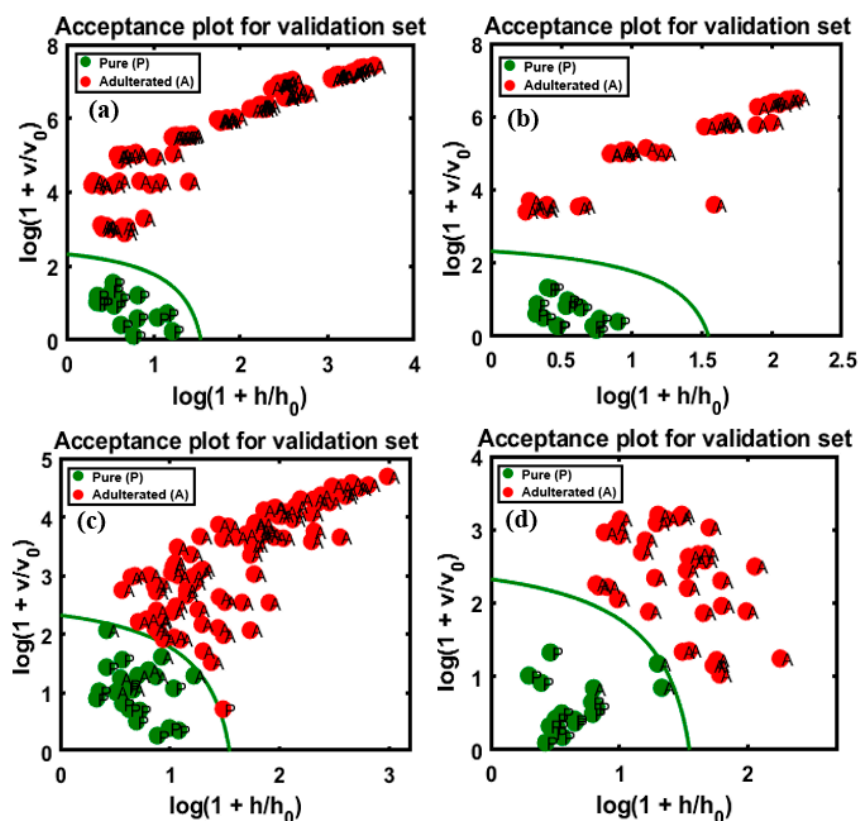 Acceptance plot for validation set
Pure (P)
Adulterated (A)
(a)
log(1 + v/v0)
8
6
4
2
0
0
1
2
3
4
log(1 + h/h0)
Acceptance plot for validation set
Pure (P)
Adulterated (A)
(b)
log(1 + v/v0)
8
6
4
2
0
0
0.5
1
1.5
2
2.5
log(1 + h/h0)
Acceptance plot for validation set
Pure (P)
Adulterated (A)
(c)
log(1 + v/v0)
5
4
3
2
1
0
0
1
2
3
log(1 + h/h0)
Acceptance plot for validation set
Pure (P)
Adulterated (A)
(d)
log(1 + v/v0)
4
3
2
1
0
0
1
2
log(1 + h/h0)